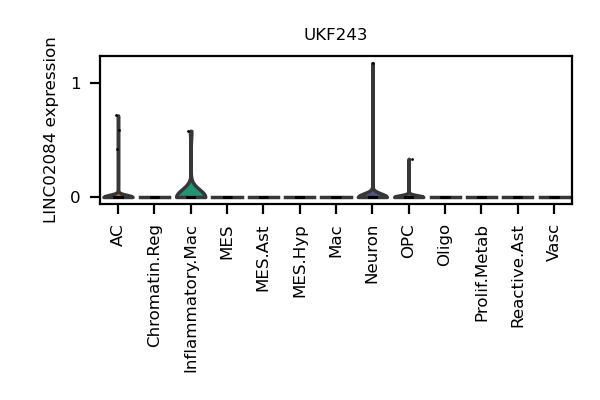 UKF243
LINC02084 expression
1
0
AC
Chromatin.Reg
Inflammatory.Mac
MES
MES.Ast
MES.Hyp
Mac
Neuron
OPC
Oligo
Prolif.Metab
Reactive.Ast
Vasc